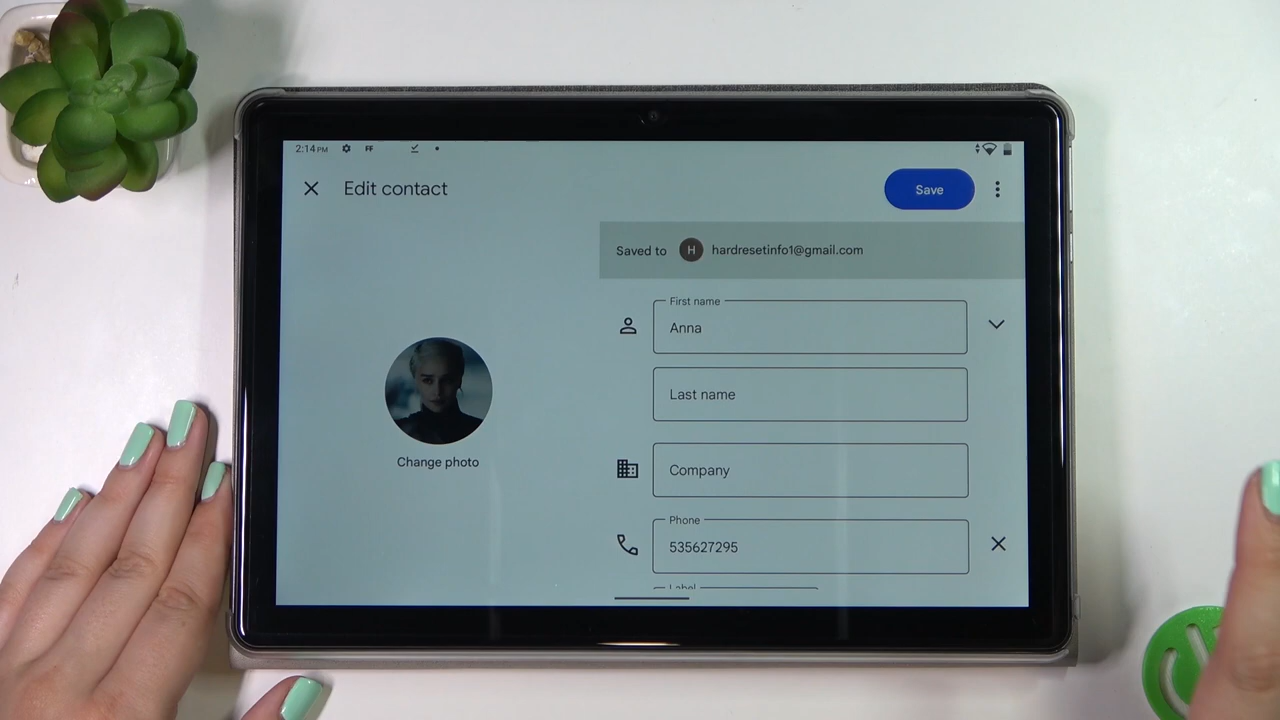 2:14 PM
Edit contact
Save
Saved to H hardresetinfo1@gmail.com
First name
Anna
Last name
Company
Change photo
Phone
535627295
Label